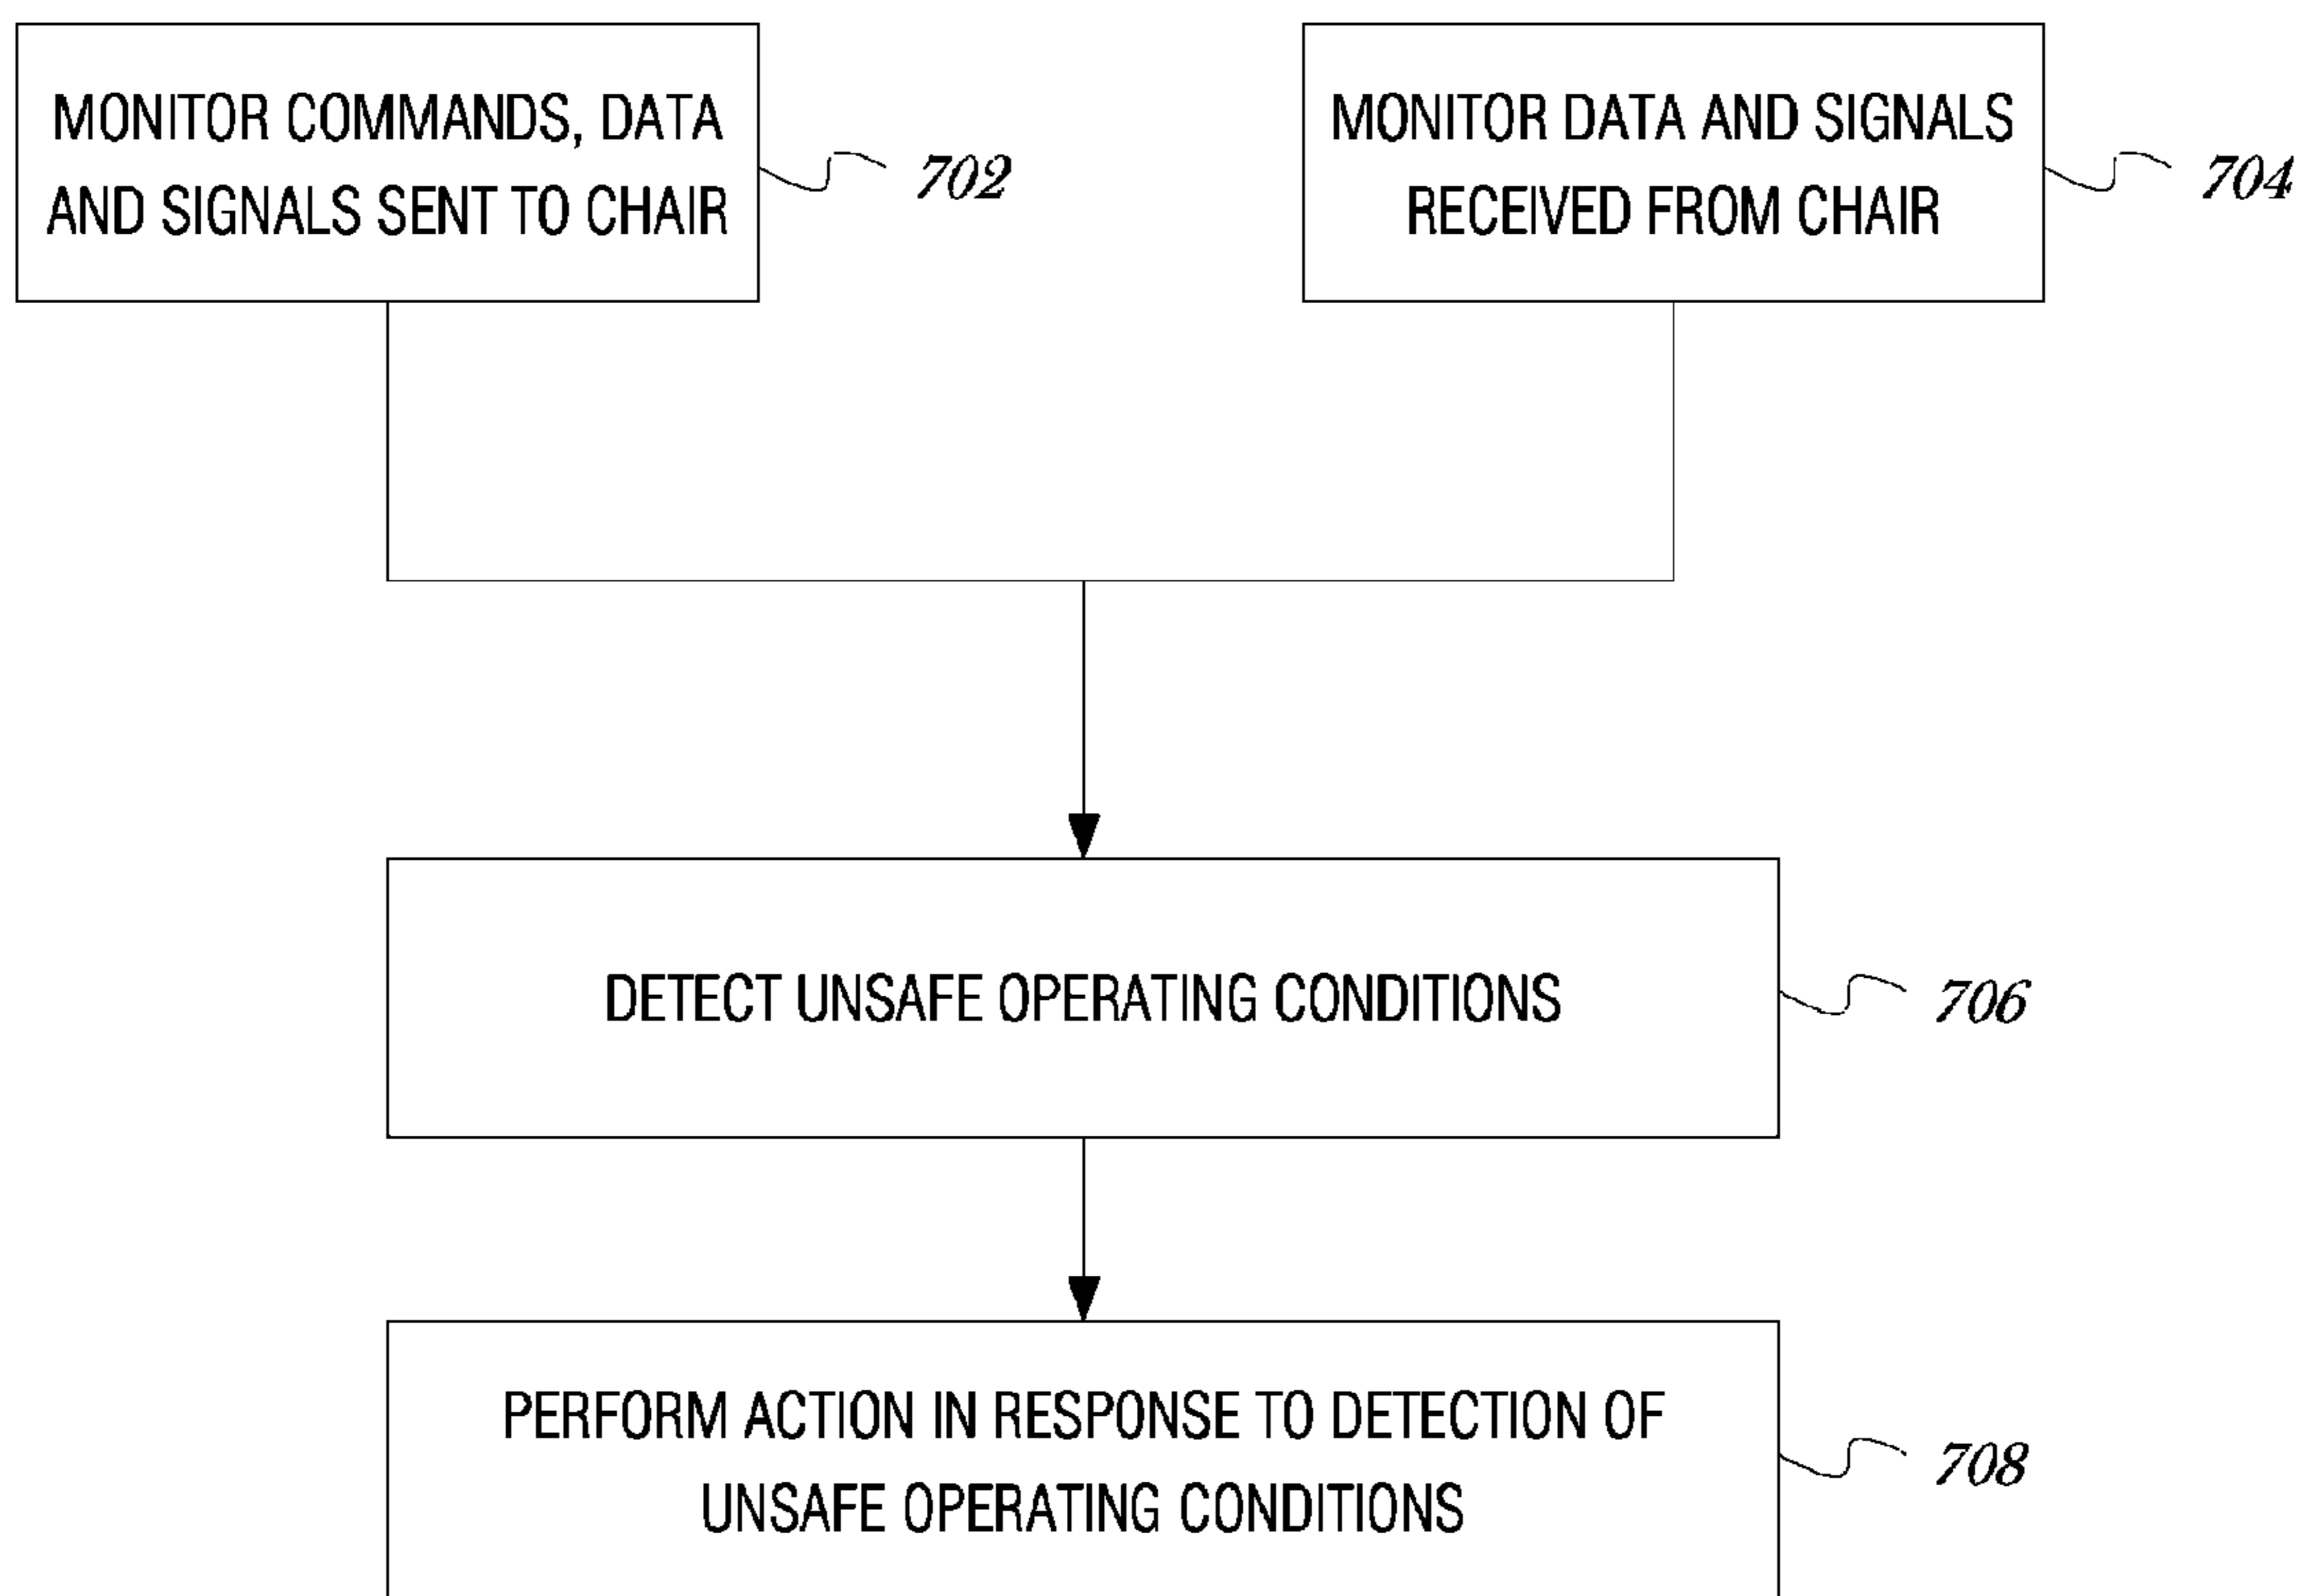 MONITOR COMMANDS, DATA
AND SIGNALS SENT TO CHAIR
702
MONITOR DATA AND SIGNALS
RECEIVED FROM CHAIR
704
DETECT UNSAFE OPERATING CONDITIONS
706
PERFORM ACTION IN RESPONSE TO DETECTION OF
UNSAFE OPERATING CONDITIONS
708